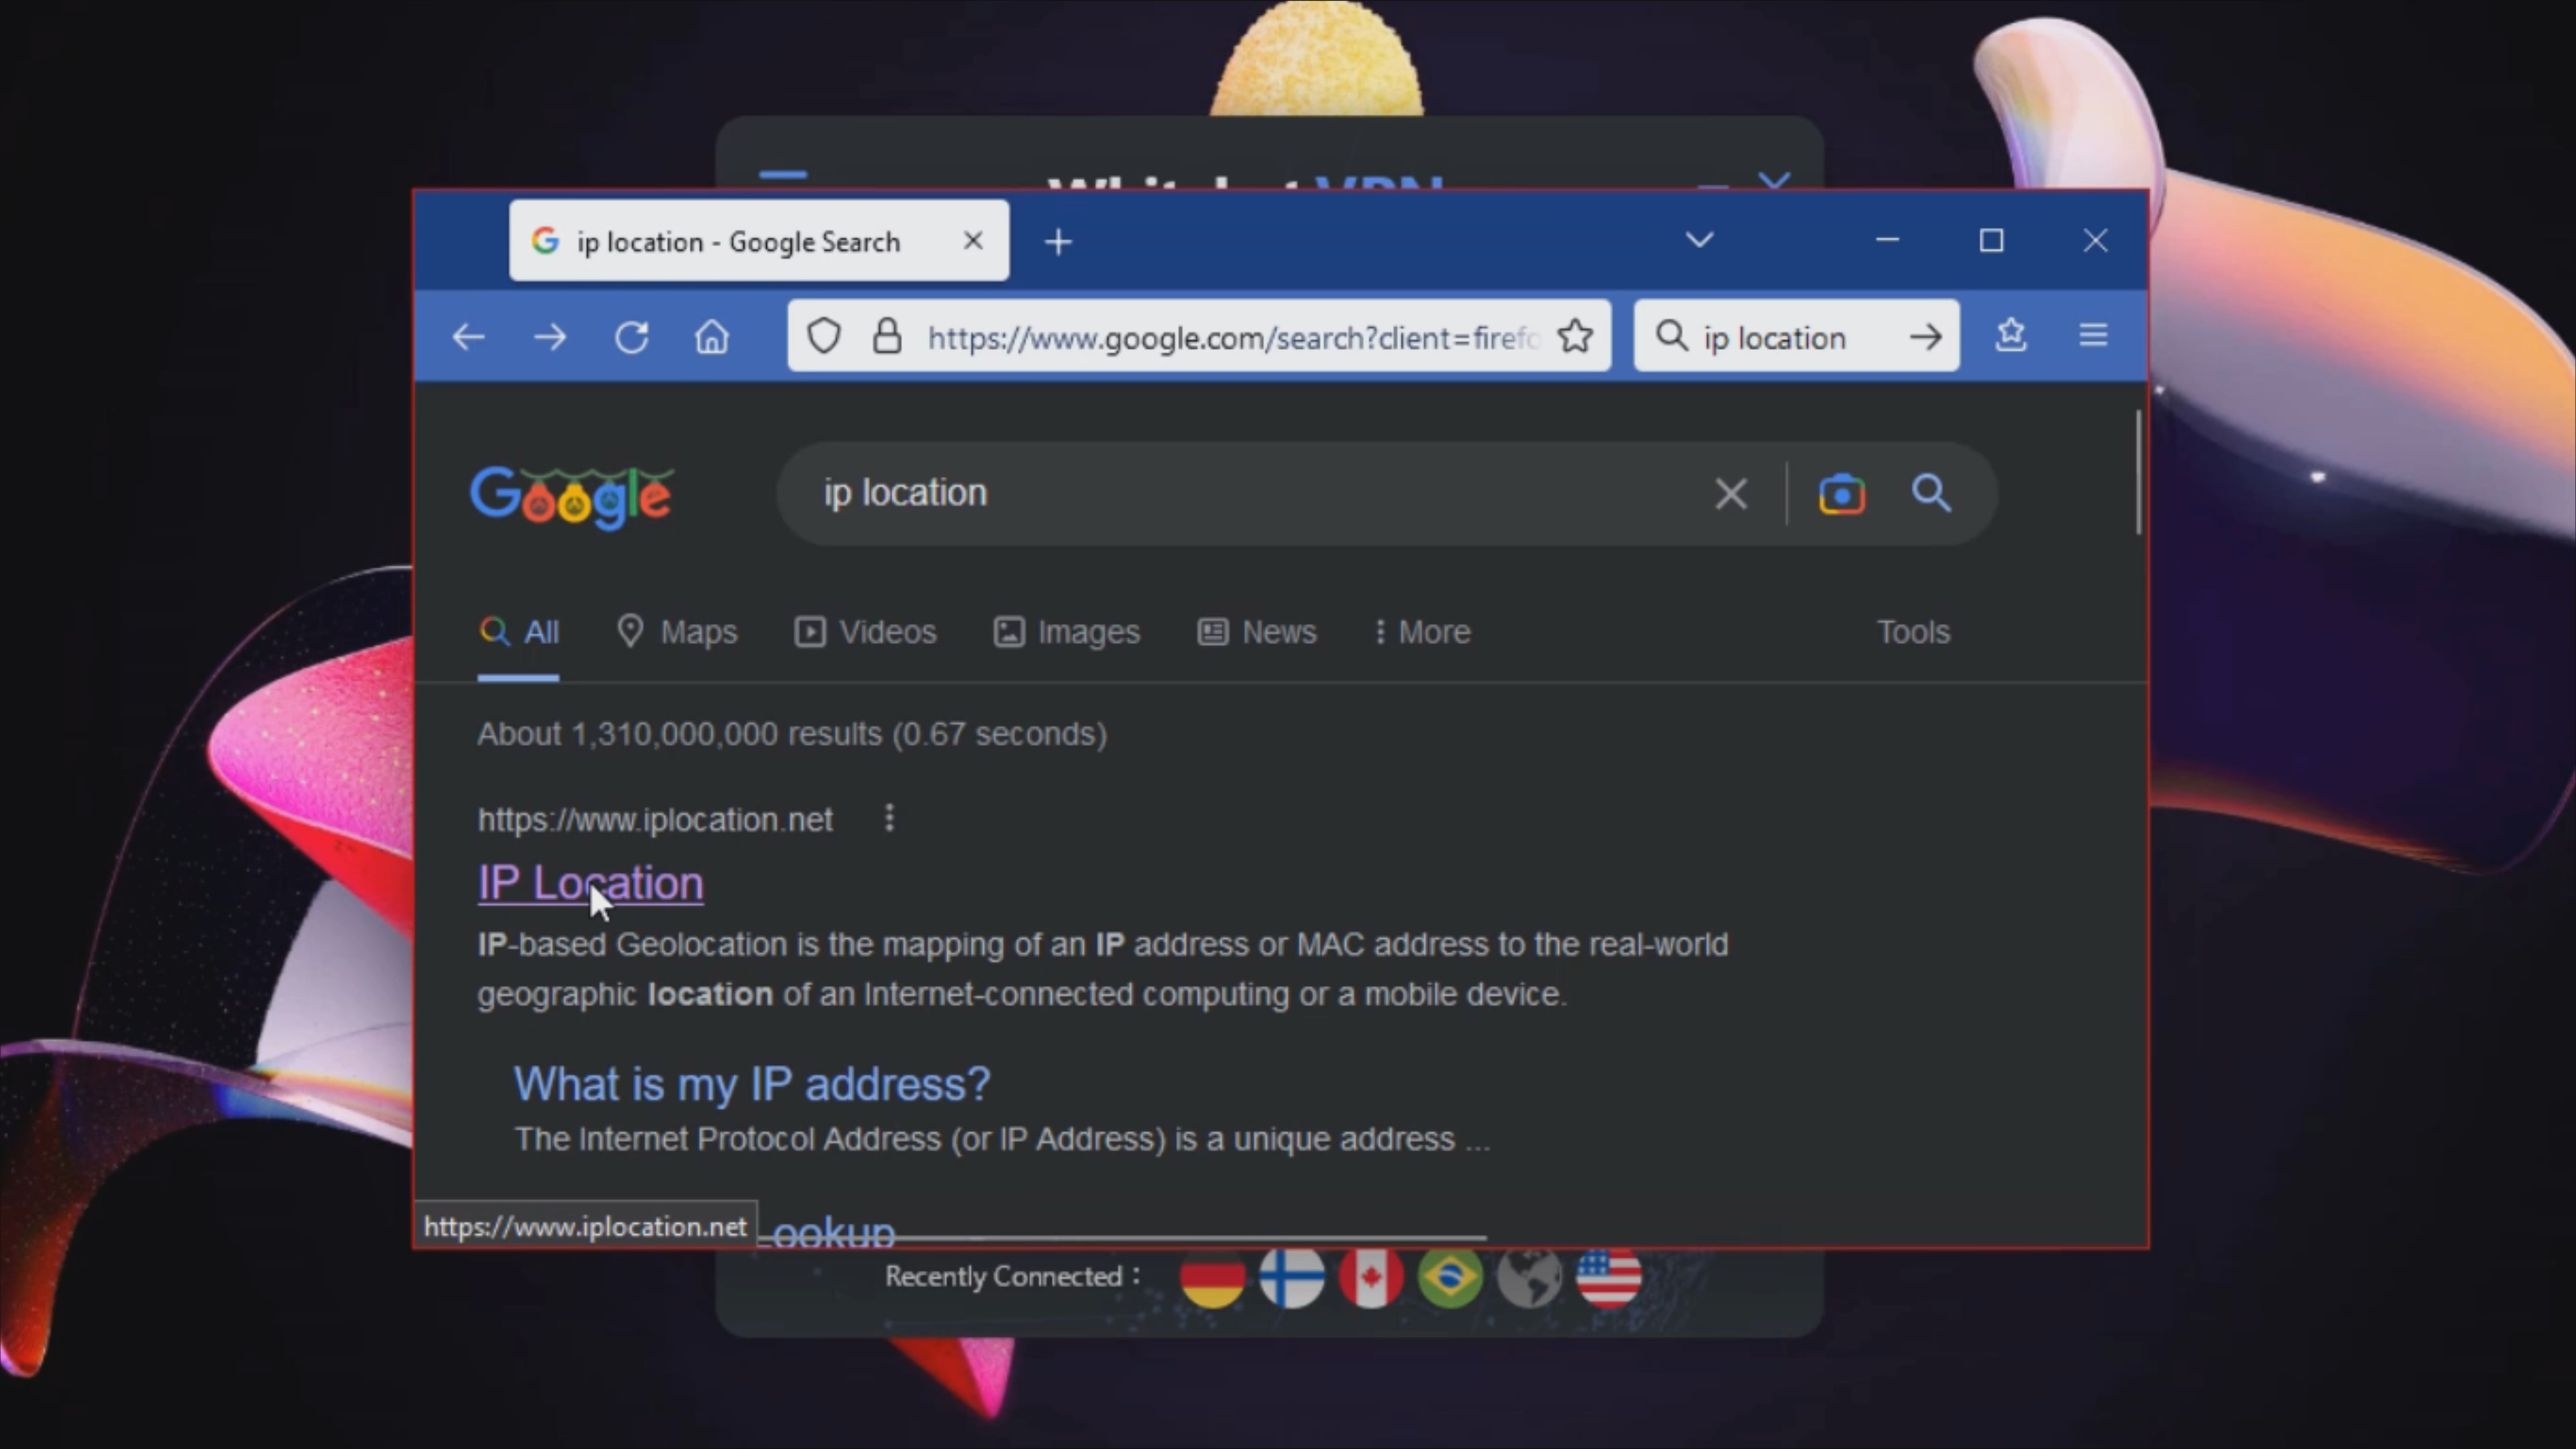 VPN
ip location - Google Search
https://www.google.com/search?client=firefo
ip location
Google
ip location
All
Maps
Videos
Images
News
More
Tools
About 1,310,000,000 results (0.67 seconds)
https://www.iplocation.net
IP Location
IP-based Geolocation is the mapping of an IP address or MAC address to the real-world
geographic location of an Internet-connected computing or a mobile device.
What is my IP address?
The Internet Protocol Address (or IP Address) is a unique address ...
https://www.iplocation.net
ookup
Recently Connected :